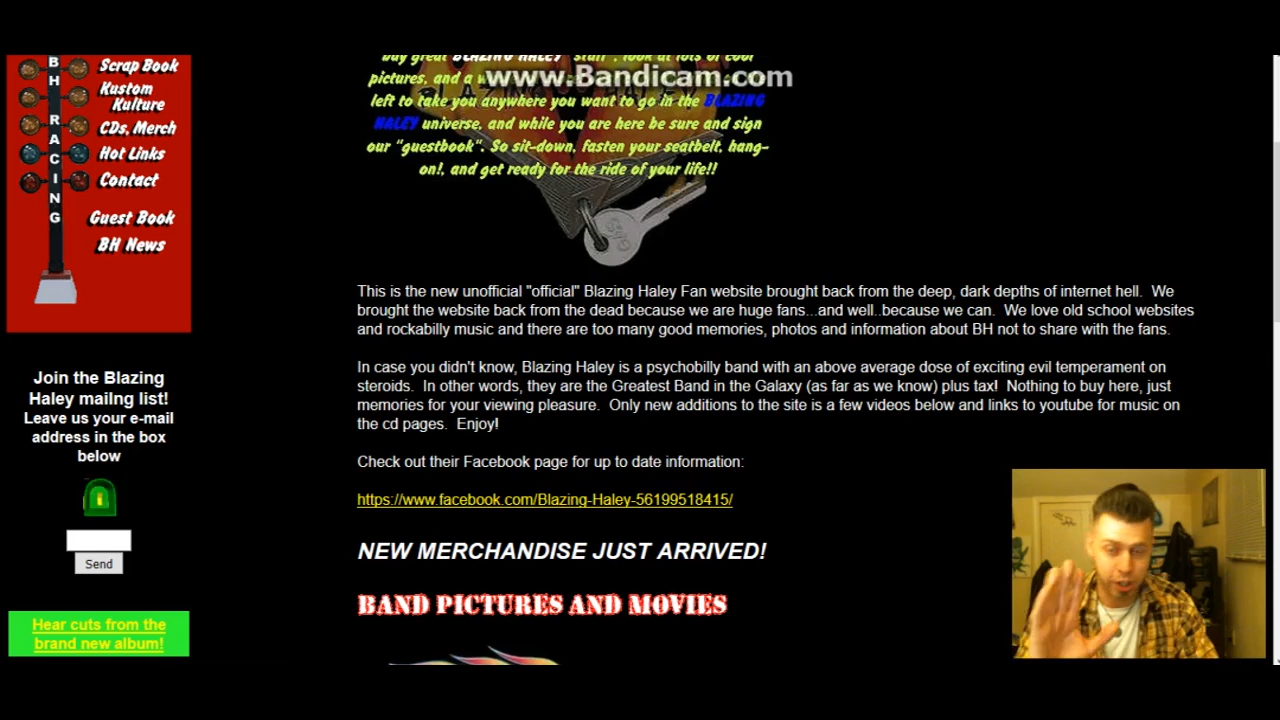 B
H
R
A
C
I
N
G
Scrap Book
Kustom
Kulture
CDs, Merch
Hot Links
Contact
Guest Book
BH News
Join the Blazing
Haley mailng list!
Leave us your e-mail
address in the box
below
Send
Hear cuts from the
brand new album!
www.Bandicam.com
buy great BLAZING HALEY "stuff", look at lots of cool
pictures, and a
left to take you anywhere you want to go in the BLAZING
HALEY universe, and while you are here be sure and sign
our "guestbook". So sit-down, fasten your seatbelt, hang-
on!, and get ready for the ride of your life!!
This is the new unofficial "official" Blazing Haley Fan website brought back from the deep, dark depths of internet hell. We
brought the website back from the dead because we are huge fans...and well..because we can. We love old school websites
and rockabilly music and there are too many good memories, photos and information about BH not to share with the fans.
In case you didn't know, Blazing Haley is a psychobilly band with an above average dose of exciting evil temperament on
steroids. In other words, they are the Greatest Band in the Galaxy (as far as we know) plus tax! Nothing to buy here, just
memories for your viewing pleasure. Only new additions to the site is a few videos below and links to youtube for music on
the cd pages. Enjoy!
Check out their Facebook page for up to date information:
https://www.facebook.com/Blazing-Haley-56199518415/
NEW MERCHANDISE JUST ARRIVED!
BAND PICTURES AND MOVIES